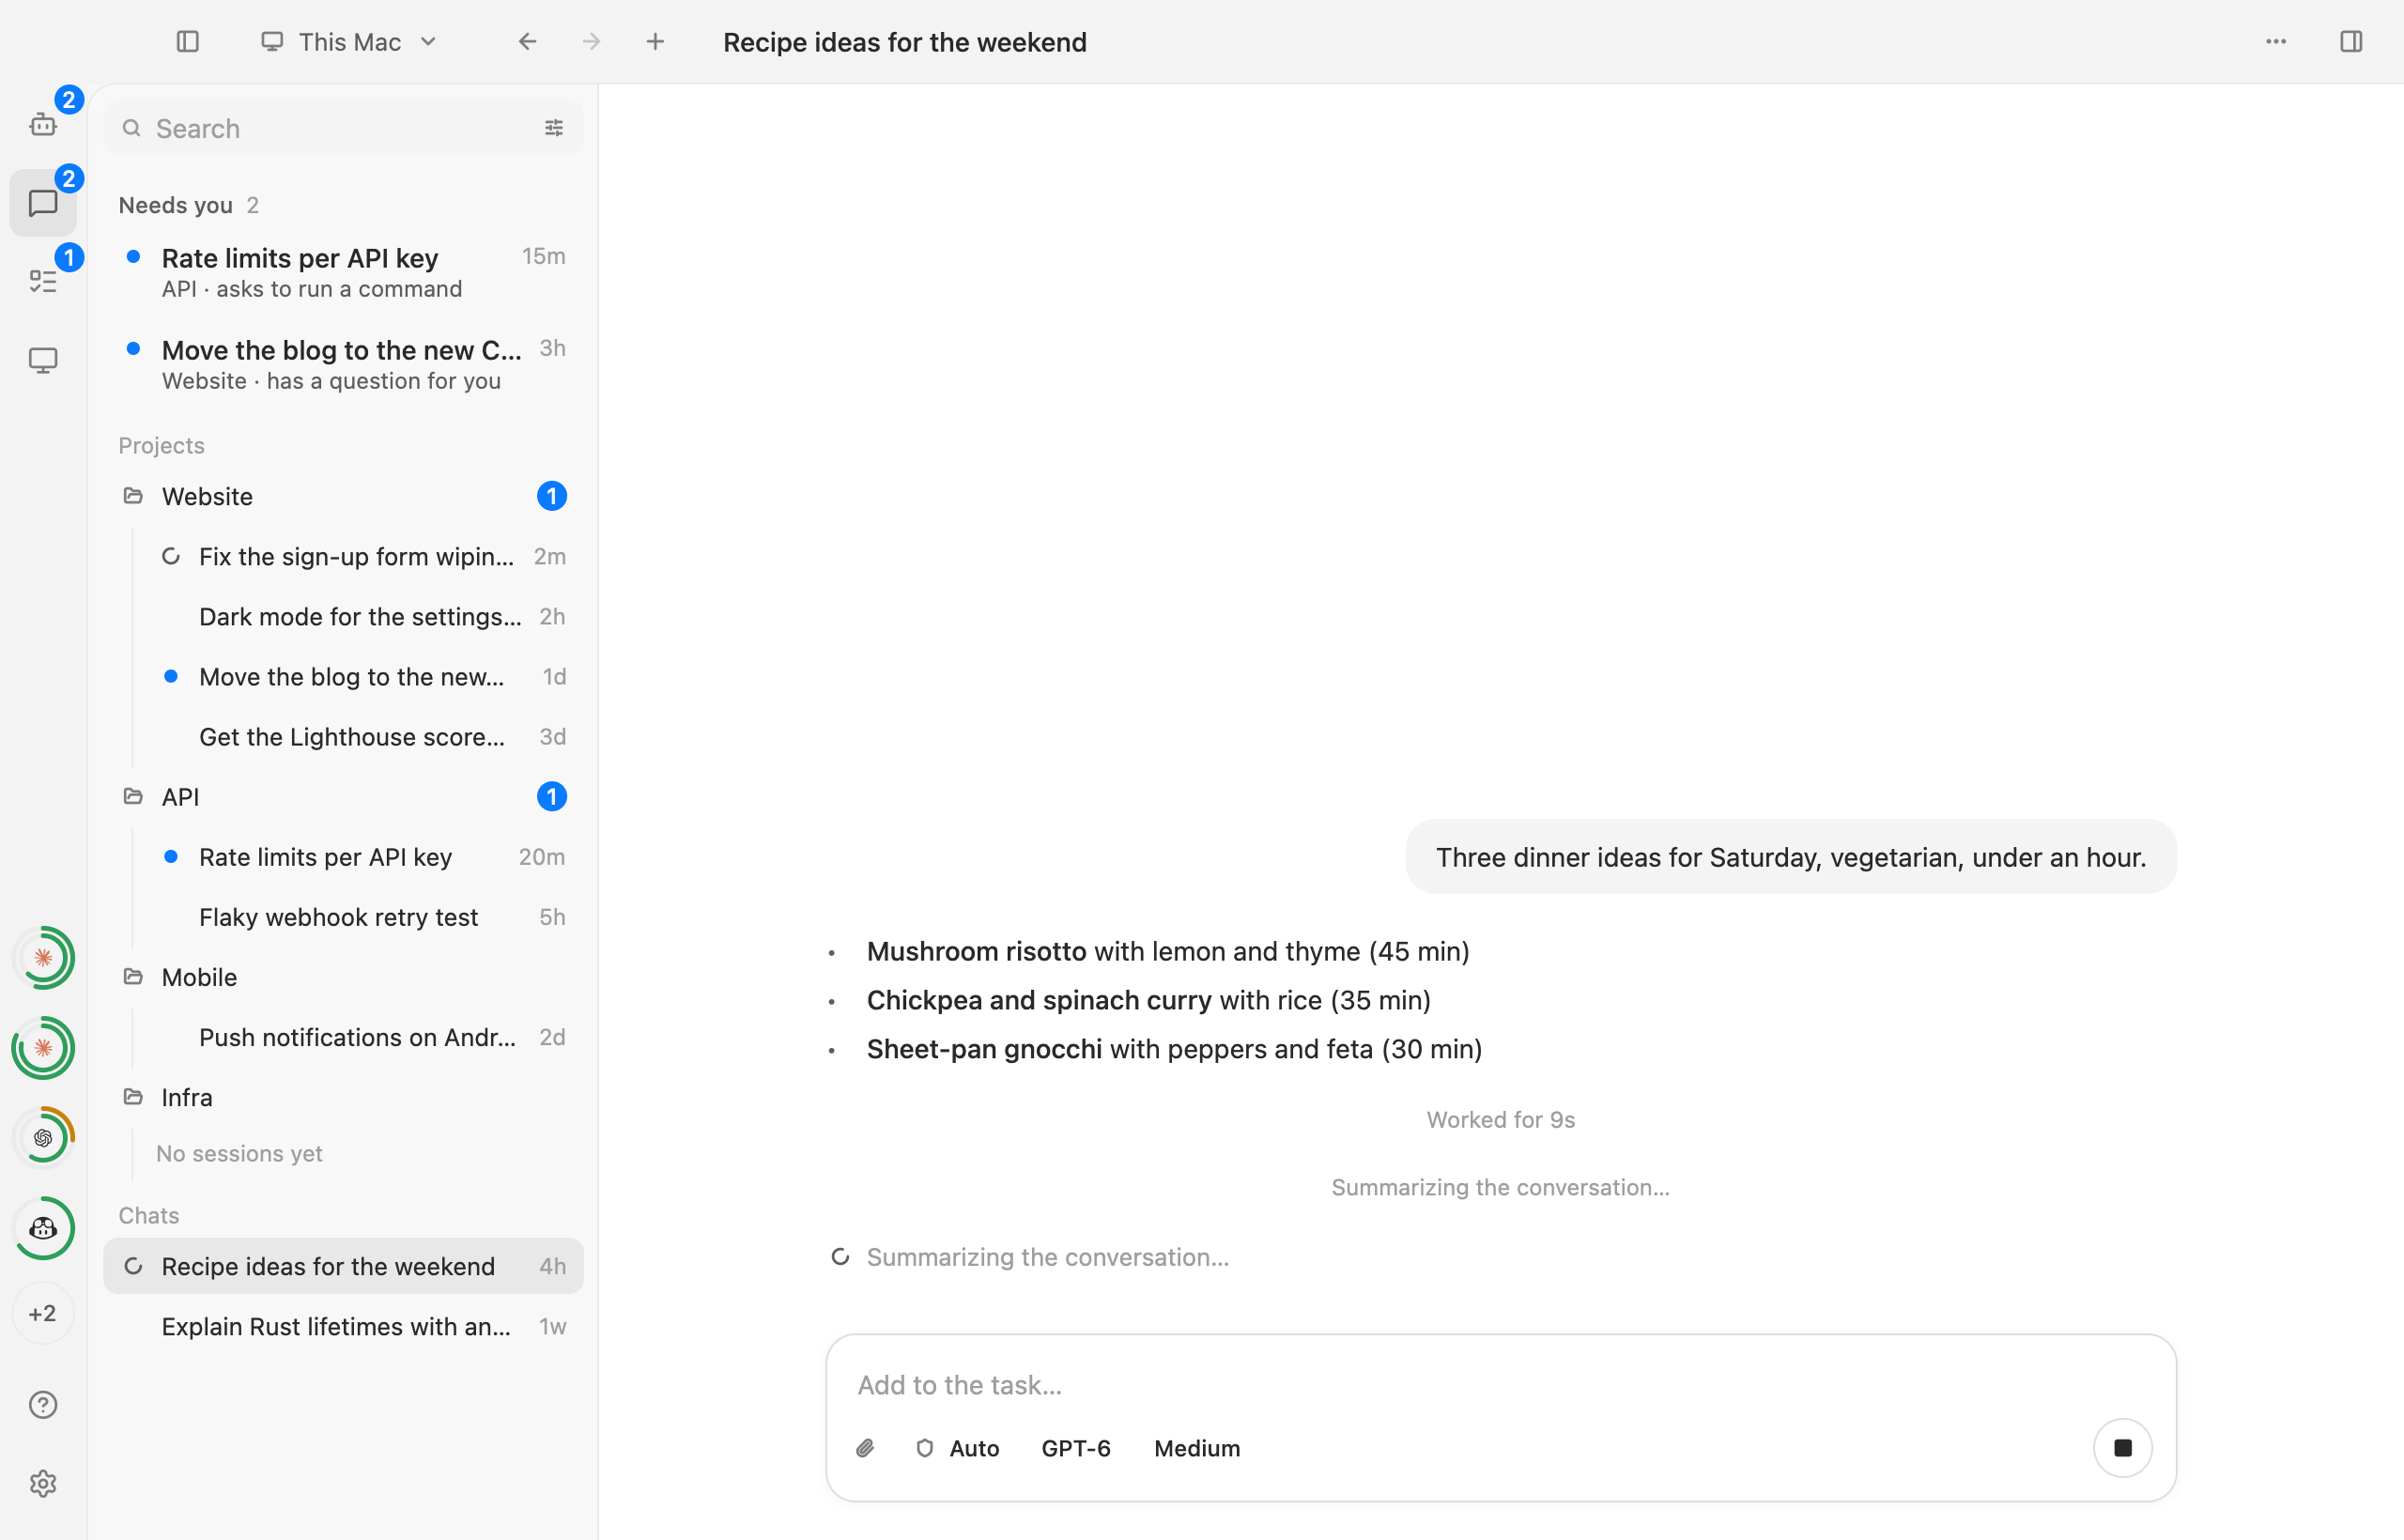 This Mac
Recipe ideas for the weekend
2
2
1
+2
Search
Needs you 2
Rate limits per API key 15m
API · asks to run a command
Move the blog to the new C... 3h
Website · has a question for you
Projects
Website 1
Fix the sign-up form wipin... 2m
Dark mode for the settings... 2h
Move the blog to the new... 1d
Get the Lighthouse score... 3d
API 1
Rate limits per API key 20m
Flaky webhook retry test 5h
Mobile
Push notifications on Andr... 2d
Infra
No sessions yet
Chats
Recipe ideas for the weekend 4h
Explain Rust lifetimes with an... 1w
Three dinner ideas for Saturday, vegetarian, under an hour.
• Mushroom risotto with lemon and thyme (45 min)
• Chickpea and spinach curry with rice (35 min)
• Sheet-pan gnocchi with peppers and feta (30 min)
Worked for 9s
Summarizing the conversation...
Summarizing the conversation...
Add to the task...
Auto GPT-6 Medium